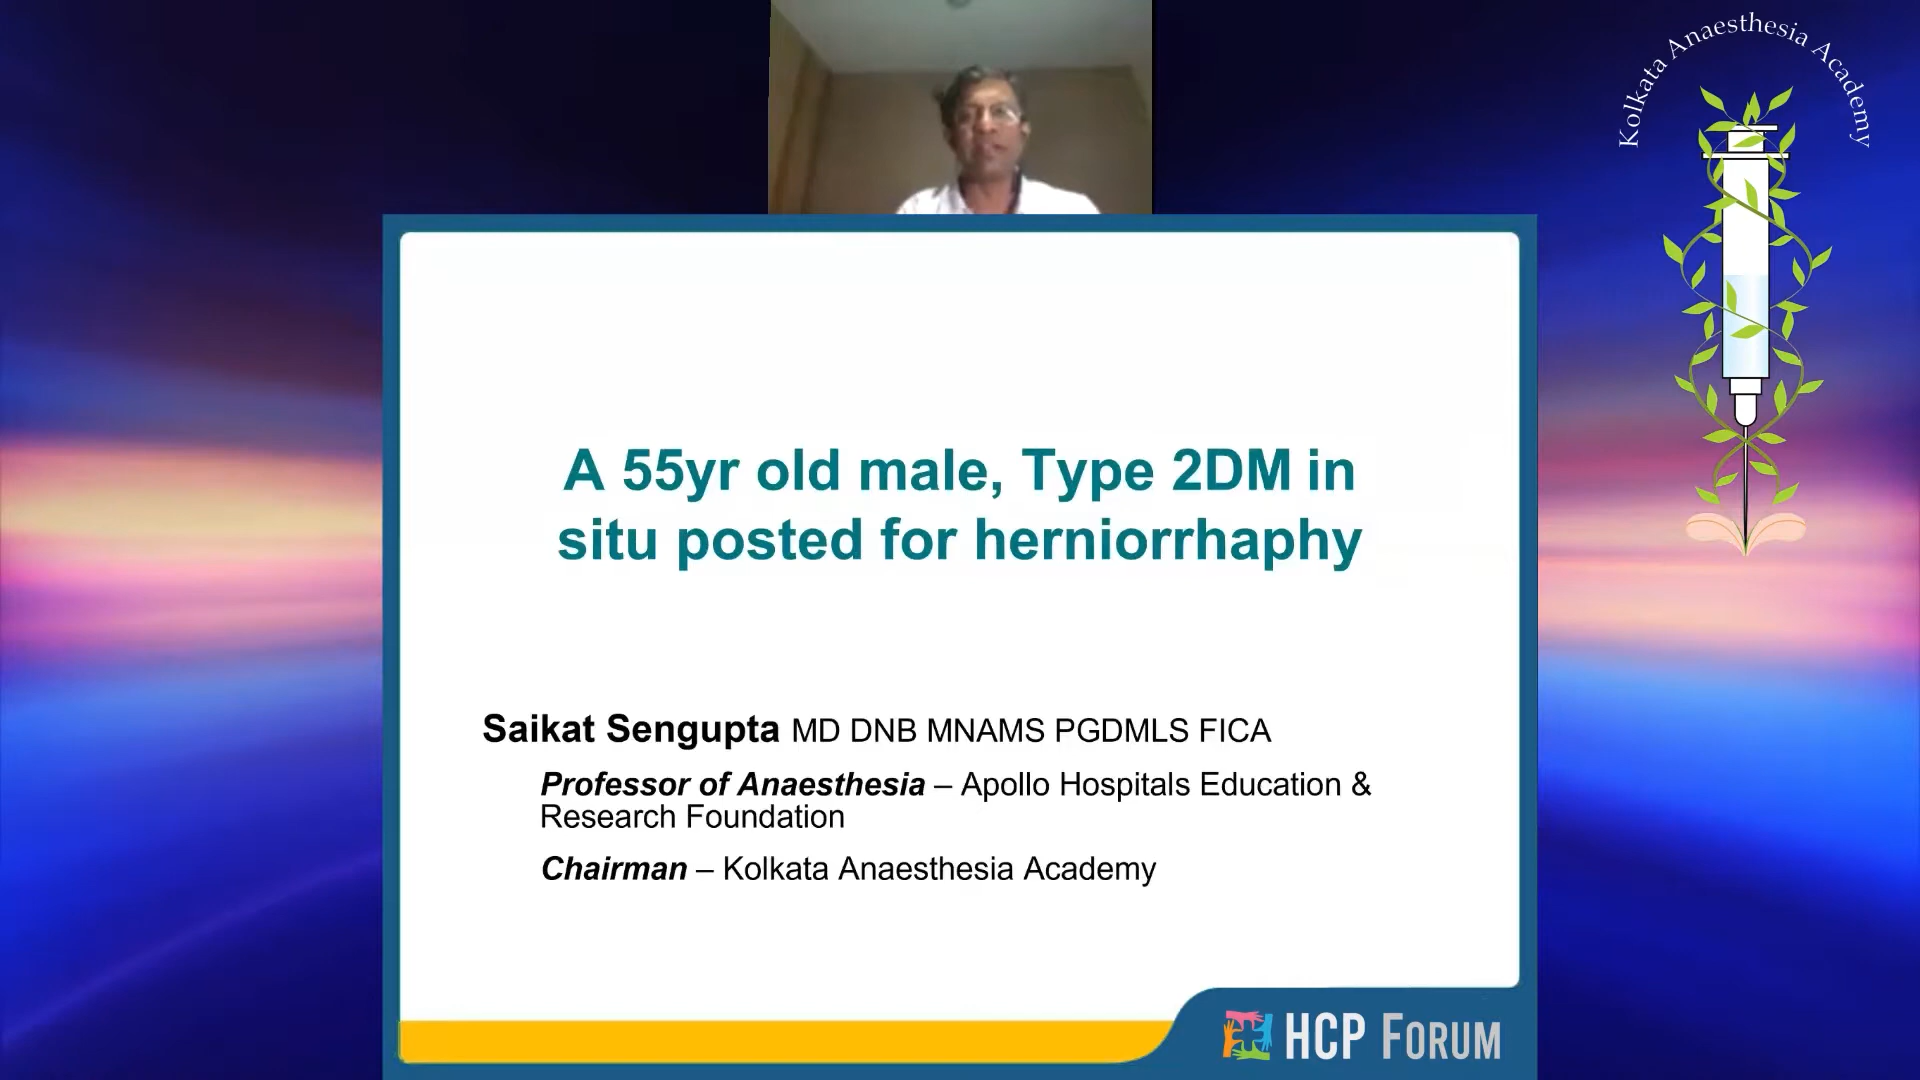 Kolkata Anaesthesia Academy
A 55yr old male, Type 2DM in
situ posted for herniorrhaphy
Saikat Sengupta MD DNB MNAMS PGDMLS FICA
Professor of Anaesthesia – Apollo Hospitals Education &
Research Foundation
Chairman – Kolkata Anaesthesia Academy
HCP FORUM